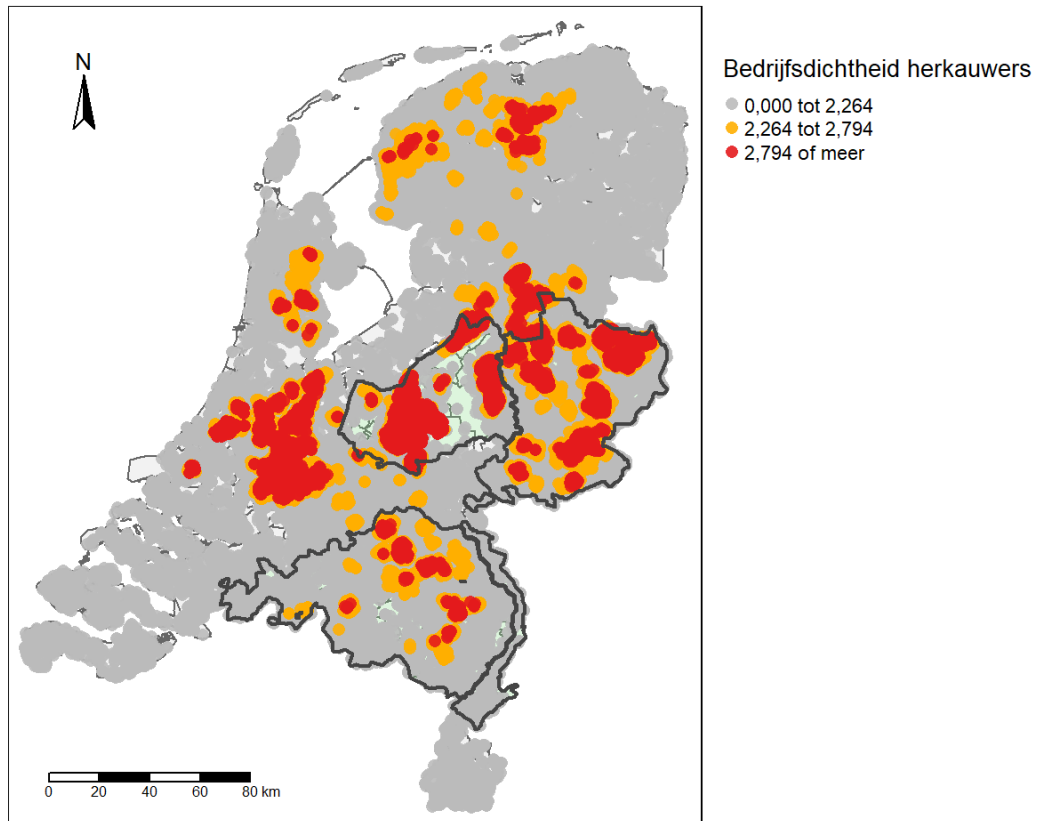 Bedrijfsdichtheid herkauwers
0,000 tot 2,264
2,264 tot 2,794
2,794 of meer
N
0 20 40 60 80 km